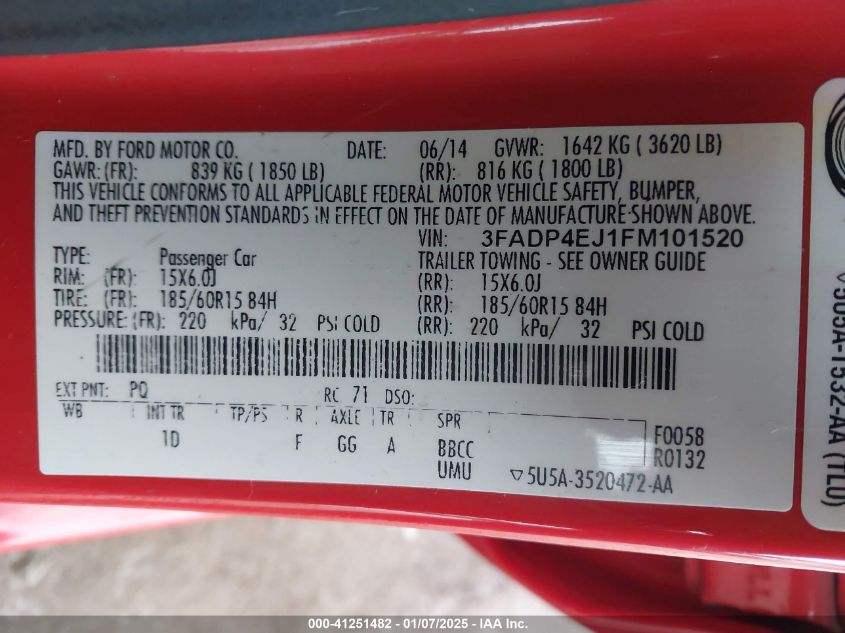 MFD. BY FORD MOTOR CO. DATE: 06/14 GVWR: 1642 KG ( 3620 LB)
GAWR: (FR): 839 KG ( 1850 LB) (RR): 816 KG ( 1800 LB)
THIS VEHICLE CONFORMS TO ALL APPLICABLE FEDERAL MOTOR VEHICLE SAFETY, BUMPER,
AND THEFT PREVENTION STANDARDS IN EFFECT ON THE DATE OF MANUFACTURE SHOWN ABOVE.
VIN: 3FADP4EJ1FM101520
TYPE: Passenger Car TRAILER TOWING - SEE OWNER GUIDE
RIM: (FR): 15X6.0J (RR): 15X6.0J
TIRE: (FR): 185/60R15 84H (RR): 185/60R15 84H
PRESSURE: (FR): 220 kPa/ 32 PSI COLD (RR): 220 kPa/ 32 PSI COLD
EXT PNT: PQ RC 71 DSO:
WB INT TR TP/PS R AXLE TR SPR
1D F GG A BBCC
UMU
F0058
R0132
▽5U5A-3520472-AA
▽5U5A-1532-AA (TL0)
000-41251482 - 01/07/2025 - IAA Inc.